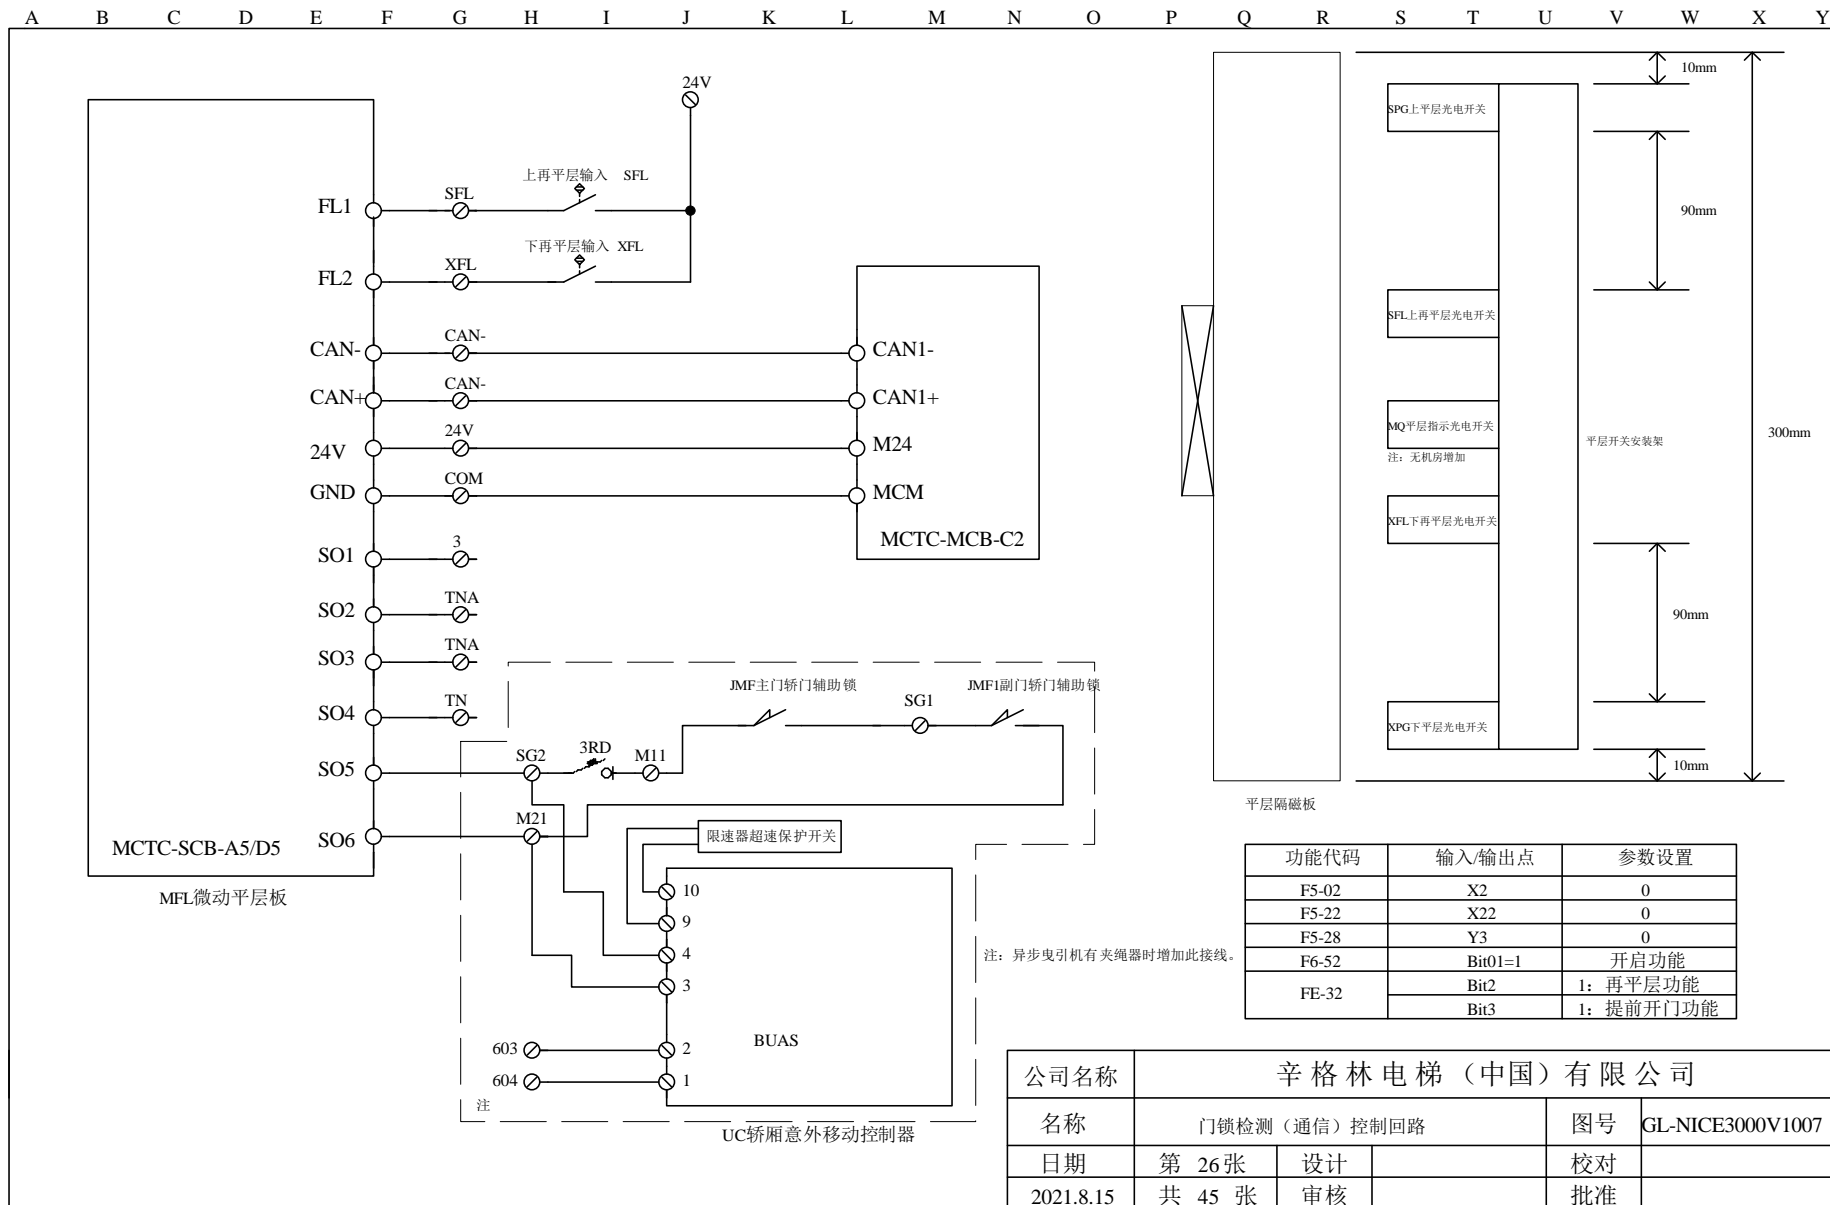 A B C D E F G H I J K L M N O P Q R S T U V W X Y
24V
上再平层输入 SFL
FL1
SFL
下再平层输入 XFL
FL2
XFL
CAN-
CAN-
CAN1-
CAN+
CAN-
CAN1+
24V
24V
M24
GND
COM
MCM
MCTC-MCB-C2
SO1
3
SO2
TNA
SO3
TNA
SO4
TN
JMF主门轿门辅助锁
SG1
JMF1副门轿门辅助锁
SO5
SG2
3RD
M11
SO6
M21
MCTC-SCB-A5/D5
MFL微动平层板
限速器超速保护开关
10
9
4
3
2
1
BUAS
603
604
注
UC轿厢意外移动控制器
注：异步曳引机有夹绳器时增加此接线。
10mm
SPG上平层光电开关
90mm
SFL上再平层光电开关
MQ平层指示光电开关
注：无机房增加
平层开关安装架
300mm
XFL下再平层光电开关
90mm
XPG下平层光电开关
10mm
平层隔磁板
功能代码 输入/输出点 参数设置
F5-02 X2 0
F5-22 X22 0
F5-28 Y3 0
F6-52 Bit01=1 开启功能
FE-32 Bit2 1：再平层功能
Bit3 1：提前开门功能
公司名称 辛格林电梯（中国）有限公司
名称 门锁检测（通信）控制回路 图号 GL-NICE3000V1007
日期 第 26张 设计 校对
2021.8.15 共 45 张 审核 批准